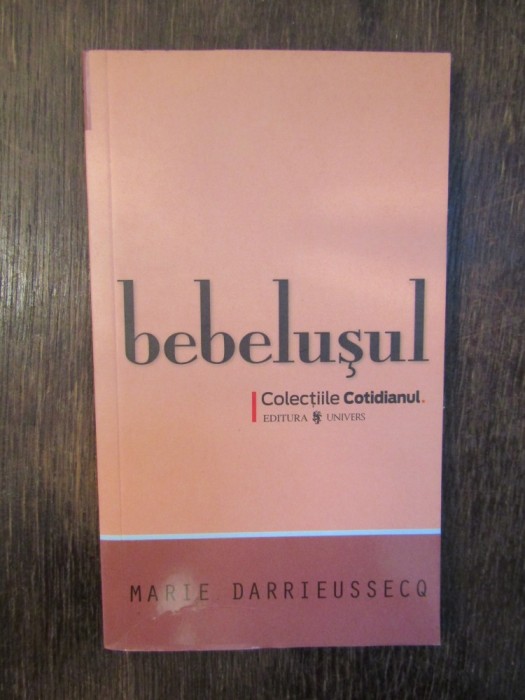 bebelușul
Colecțiile Cotidianul.
EDITURA UNIVERS
MARIE DARRIEUSSECQ